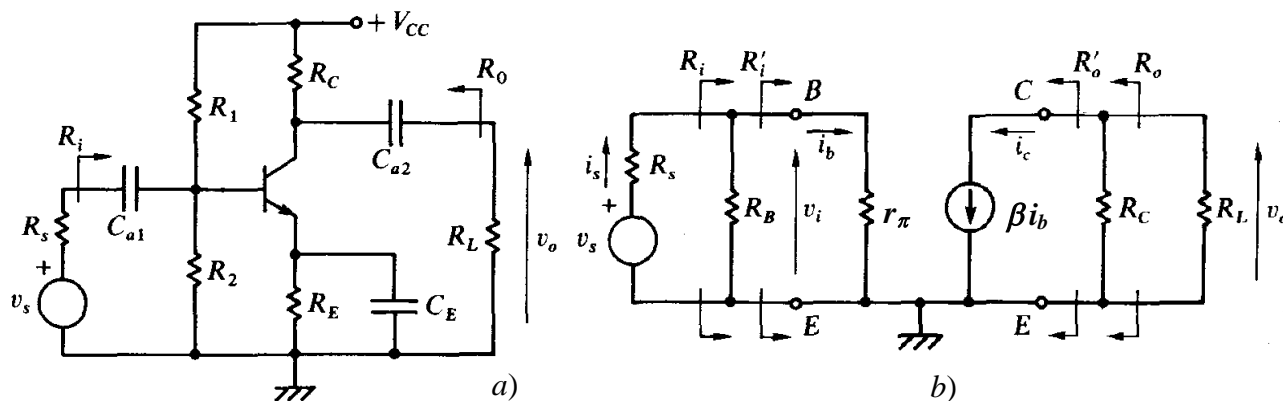 + V_CC
R_C
R_0
R_1
R_i
C_a2
C_a1
R_s
+
v_s
R_2
R_E
C_E
R_L
v_o
a)
R_i
R'_i
B
i_b
i_s
R_s
+
v_s
R_B
v_i
r_π
E
C
R'_o
R_o
i_c
βi_b
R_C
R_L
E
b)